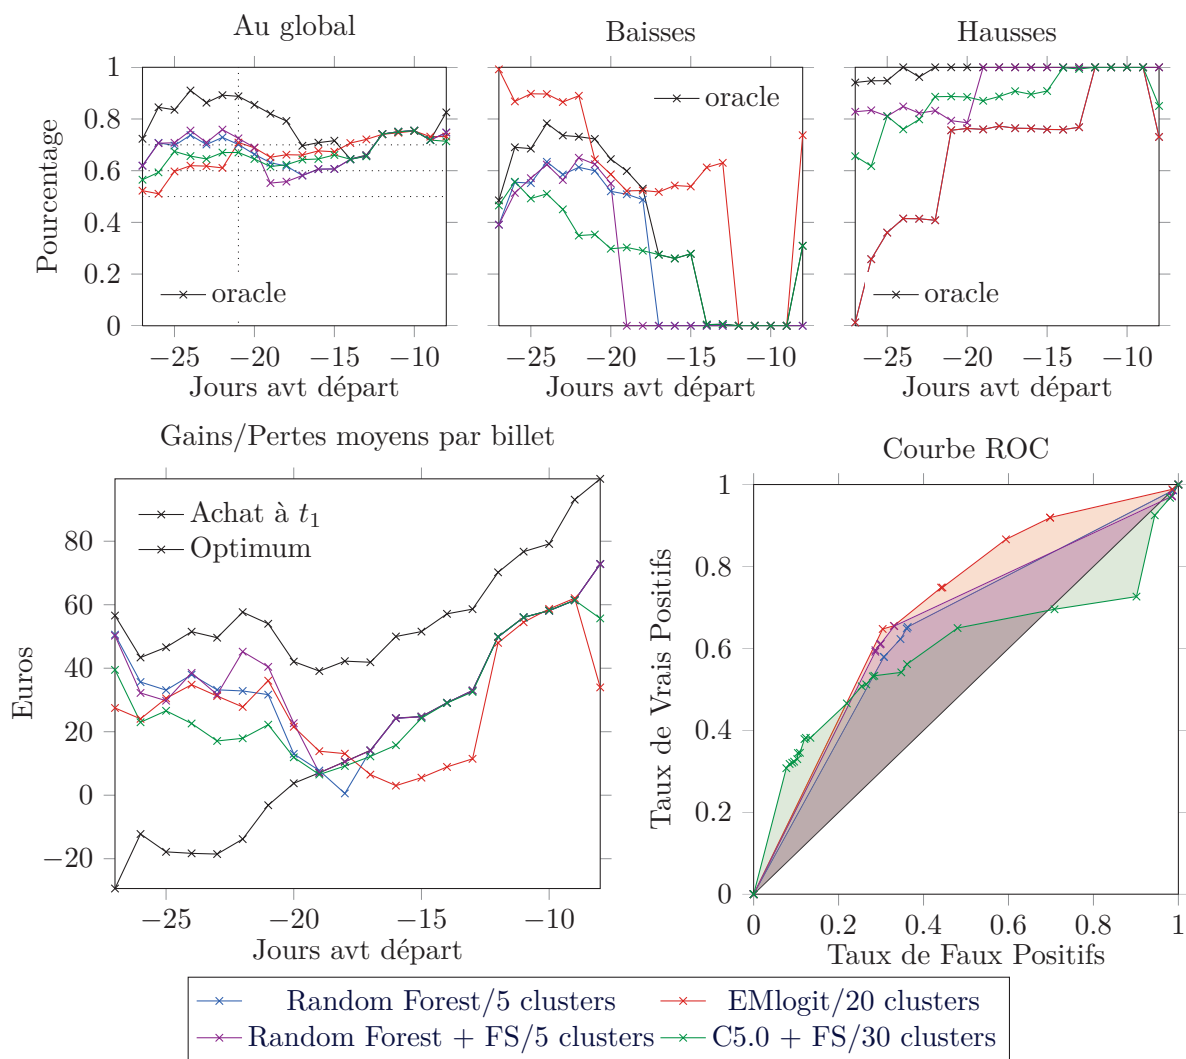 Au global
Baisses
Hausses
Pourcentage
1
0.8
0.6
0.4
0.2
0
oracle
oracle
oracle
−25 −20 −15 −10
−25 −20 −15 −10
−25 −20 −15 −10
Jours avt départ
Jours avt départ
Jours avt départ
Gains/Pertes moyens par billet
Euros
80
60
40
20
0
−20
Achat à t1
Optimum
−25 −20 −15 −10
Jours avt départ
Courbe ROC
Taux de Vrais Positifs
1
0.8
0.6
0.4
0.2
0
0 0.2 0.4 0.6 0.8 1
Taux de Faux Positifs
Random Forest/5 clusters EMlogit/20 clusters
Random Forest + FS/5 clusters C5.0 + FS/30 clusters